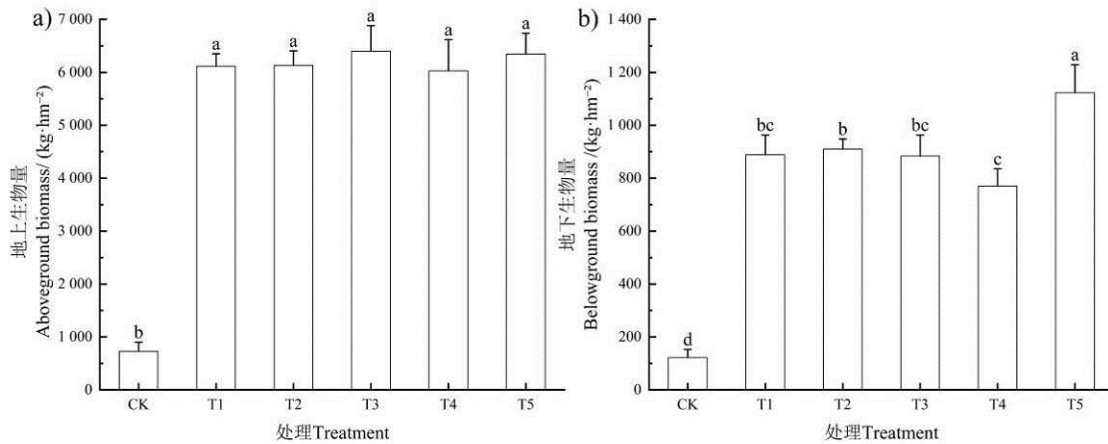 a)
地上生物量
Aboveground biomass/ (kg·hm⁻²)
7 000
6 000
5 000
4 000
3 000
2 000
1 000
0
b
a
a
a
a
a
CK
T1
T2
T3
T4
T5
处理Treatment
b)
地下生物量
Belowground biomass /(kg·hm⁻²)
1 400
1 200
1 000
800
600
400
200
0
d
bc
b
bc
c
a
CK
T1
T2
T3
T4
T5
处理Treatment